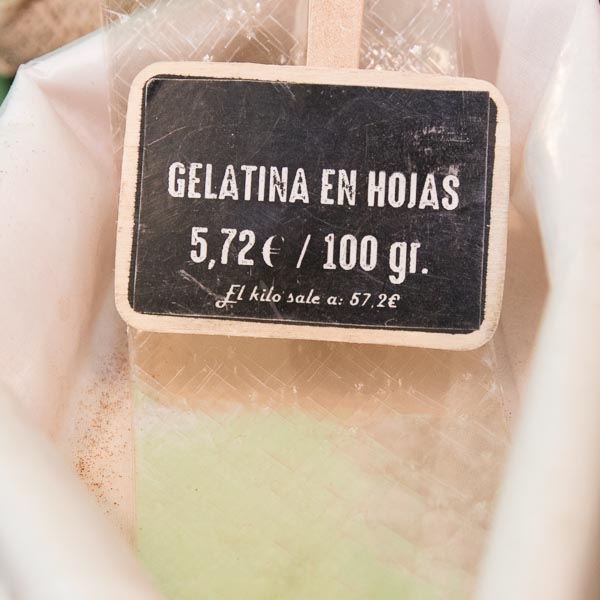 GELATINA EN HOJAS
5,72€ / 100 gr.
El kilo sale a: 57,2€